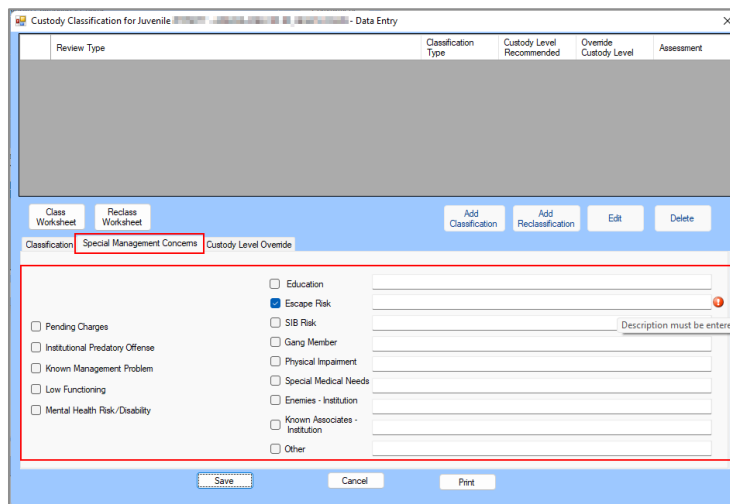 Custody Classification for Juvenile - Data Entry
Review Type
Classification Type
Custody Level Recommended
Override Custody Level
Assessment
Class Worksheet
Reclass Worksheet
Add Classification
Add Reclassification
Edit
Delete
Classification
Special Management Concerns
Custody Level Override
Pending Charges
Institutional Predatory Offense
Known Management Problem
Low Functioning
Mental Health Risk/Disability
Education
Escape Risk
SIB Risk
Description must be entere
Gang Member
Physical Impairment
Special Medical Needs
Enemies - Institution
Known Associates -
Institution
Other
Save
Cancel
Print